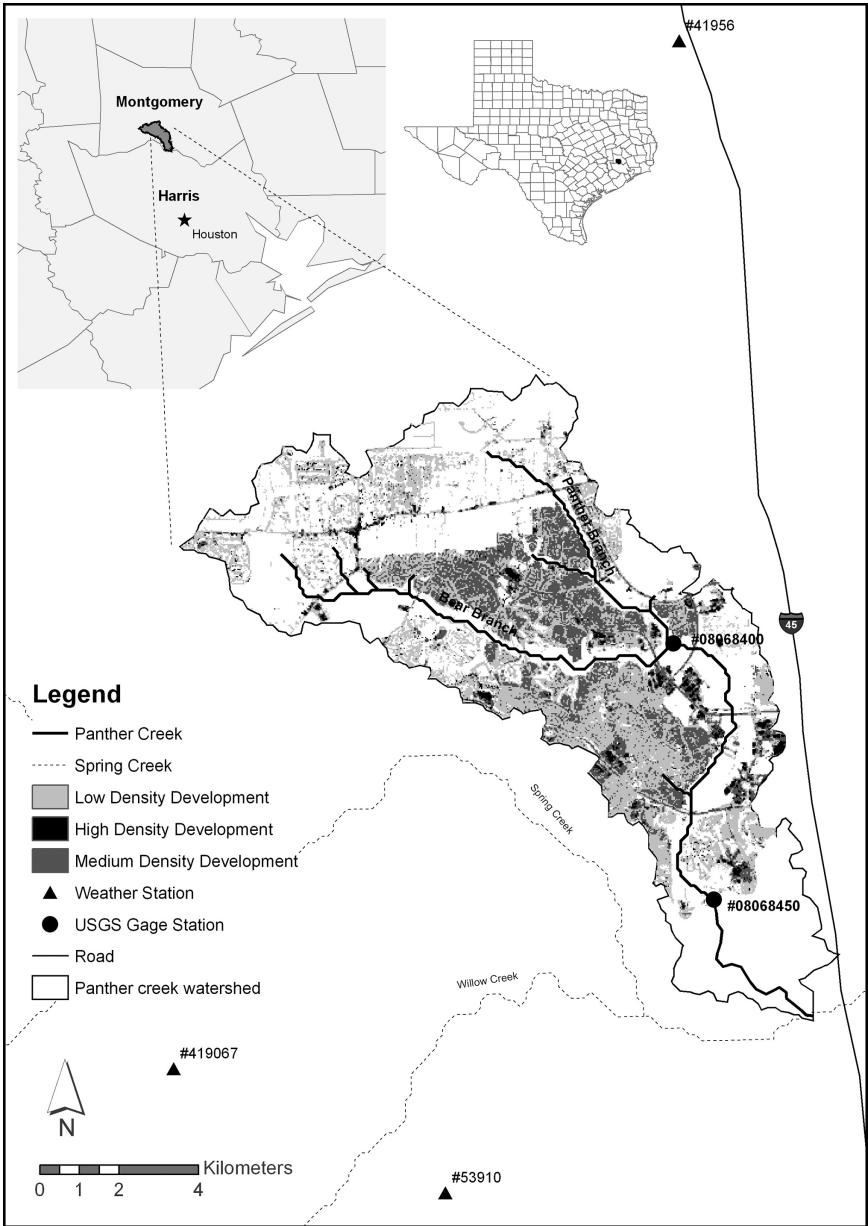 #41956
Montgomery
Harris
Houston
Panther Branch
Bear Branch
#08068400
45
Legend
Panther Creek
Spring Creek
Low Density Development
High Density Development
Medium Density Development
Weather Station
USGS Gage Station
Road
Panther creek watershed
Spring Creek
#08068450
Willow Creek
#419067
N
Kilometers
0 1 2 4
#53910